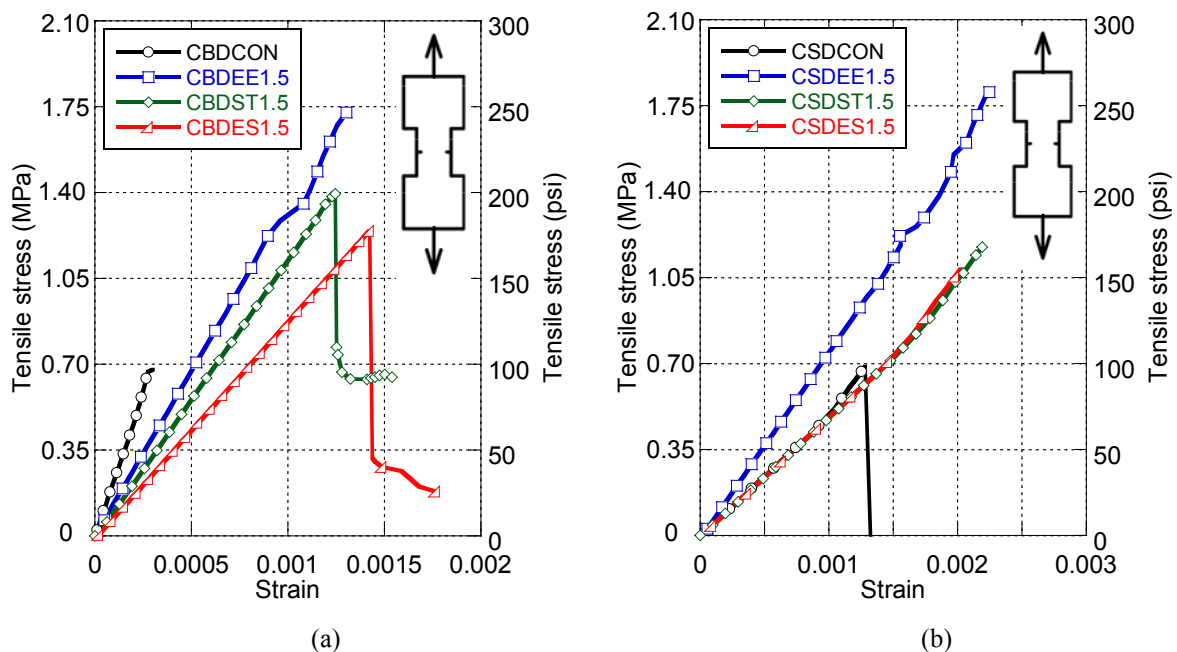 2.10
1.75
1.40
1.05
0.70
0.35
0
Tensile stress (MPa)
CBDCON
CBDEE1.5
CBDST1.5
CBDES1.5
300
250
200
150
100
50
0
Tensile stress (psi)
0 0.0005 0.001 0.0015 0.002
Strain
(a)
2.10
1.75
1.40
1.05
0.70
0.35
0
Tensile stress (MPa)
CSDCON
CSDEE1.5
CSDST1.5
CSDES1.5
300
250
200
150
100
50
0
Tensile stress (psi)
0 0.001 0.002 0.003
Strain
(b)